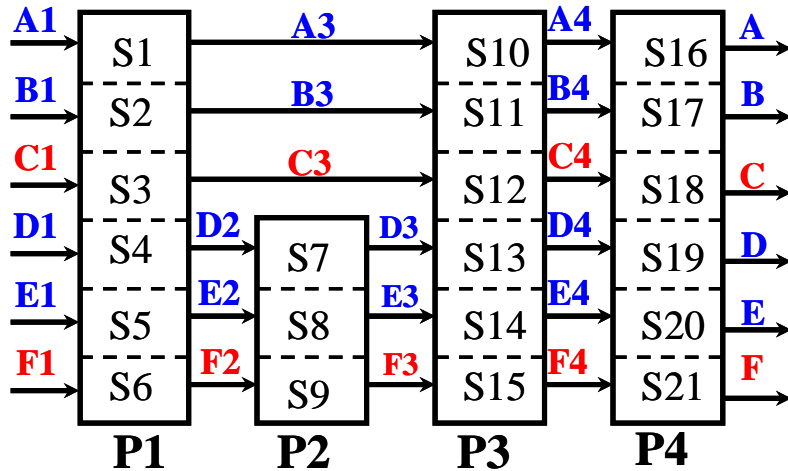 A1 S1 A3 S10 A4 S16 A
B1 S2 B3 S11 B4 S17 B
C1 S3 C3 S12 C4 S18 C
D1 S4 D2 S7 D3 S13 D4 S19 D
E1 S5 E2 S8 E3 S14 E4 S20 E
F1 S6 F2 S9 F3 S15 F4 S21 F
P1 P2 P3 P4